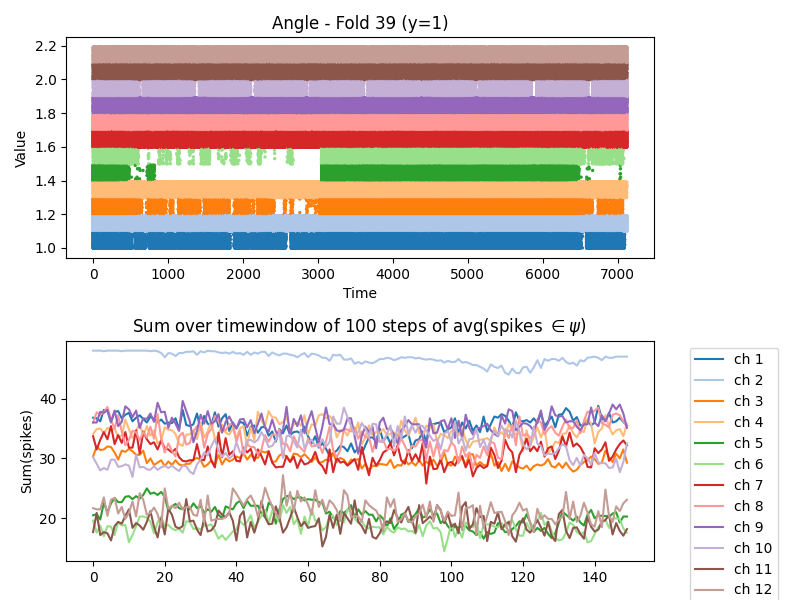 Angle - Fold 39 (y=1)
Value
2.2
2.0
1.8
1.6
1.4
1.2
1.0
0 1000 2000 3000 4000 5000 6000 7000
Time
Sum over timewindow of 100 steps of avg(spikes ∈ ψ)
Sum(spikes)
40
30
20
0 20 40 60 80 100 120 140
ch 1
ch 2
ch 3
ch 4
ch 5
ch 6
ch 7
ch 8
ch 9
ch 10
ch 11
ch 12